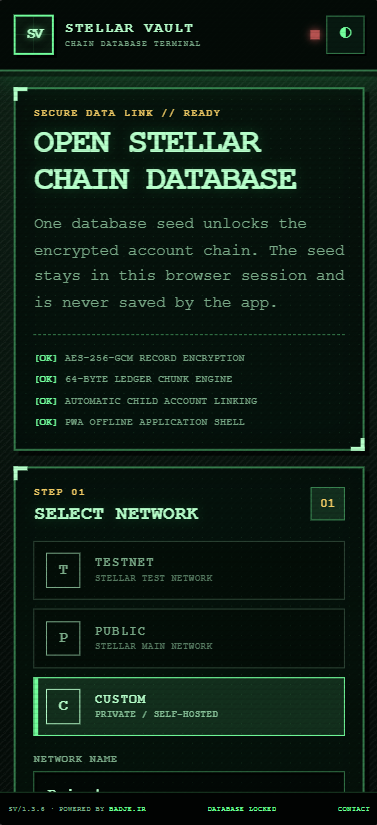 SV
STELLAR VAULT
CHAIN DATABASE TERMINAL
SECURE DATA LINK // READY
OPEN STELLAR
CHAIN DATABASE
One database seed unlocks the
encrypted account chain. The seed
stays in this browser session and
is never saved by the app.
[OK] AES-256-GCM RECORD ENCRYPTION
[OK] 64-BYTE LEDGER CHUNK ENGINE
[OK] AUTOMATIC CHILD ACCOUNT LINKING
[OK] PWA OFFLINE APPLICATION SHELL
STEP 01
SELECT NETWORK
01
T
TESTNET
STELLAR TEST NETWORK
P
PUBLIC
STELLAR MAIN NETWORK
C
CUSTOM
PRIVATE / SELF-HOSTED
NETWORK NAME
SV/1.3.6 · POWERED BY BADJE.IR
DATABASE LOCKED
CONTACT